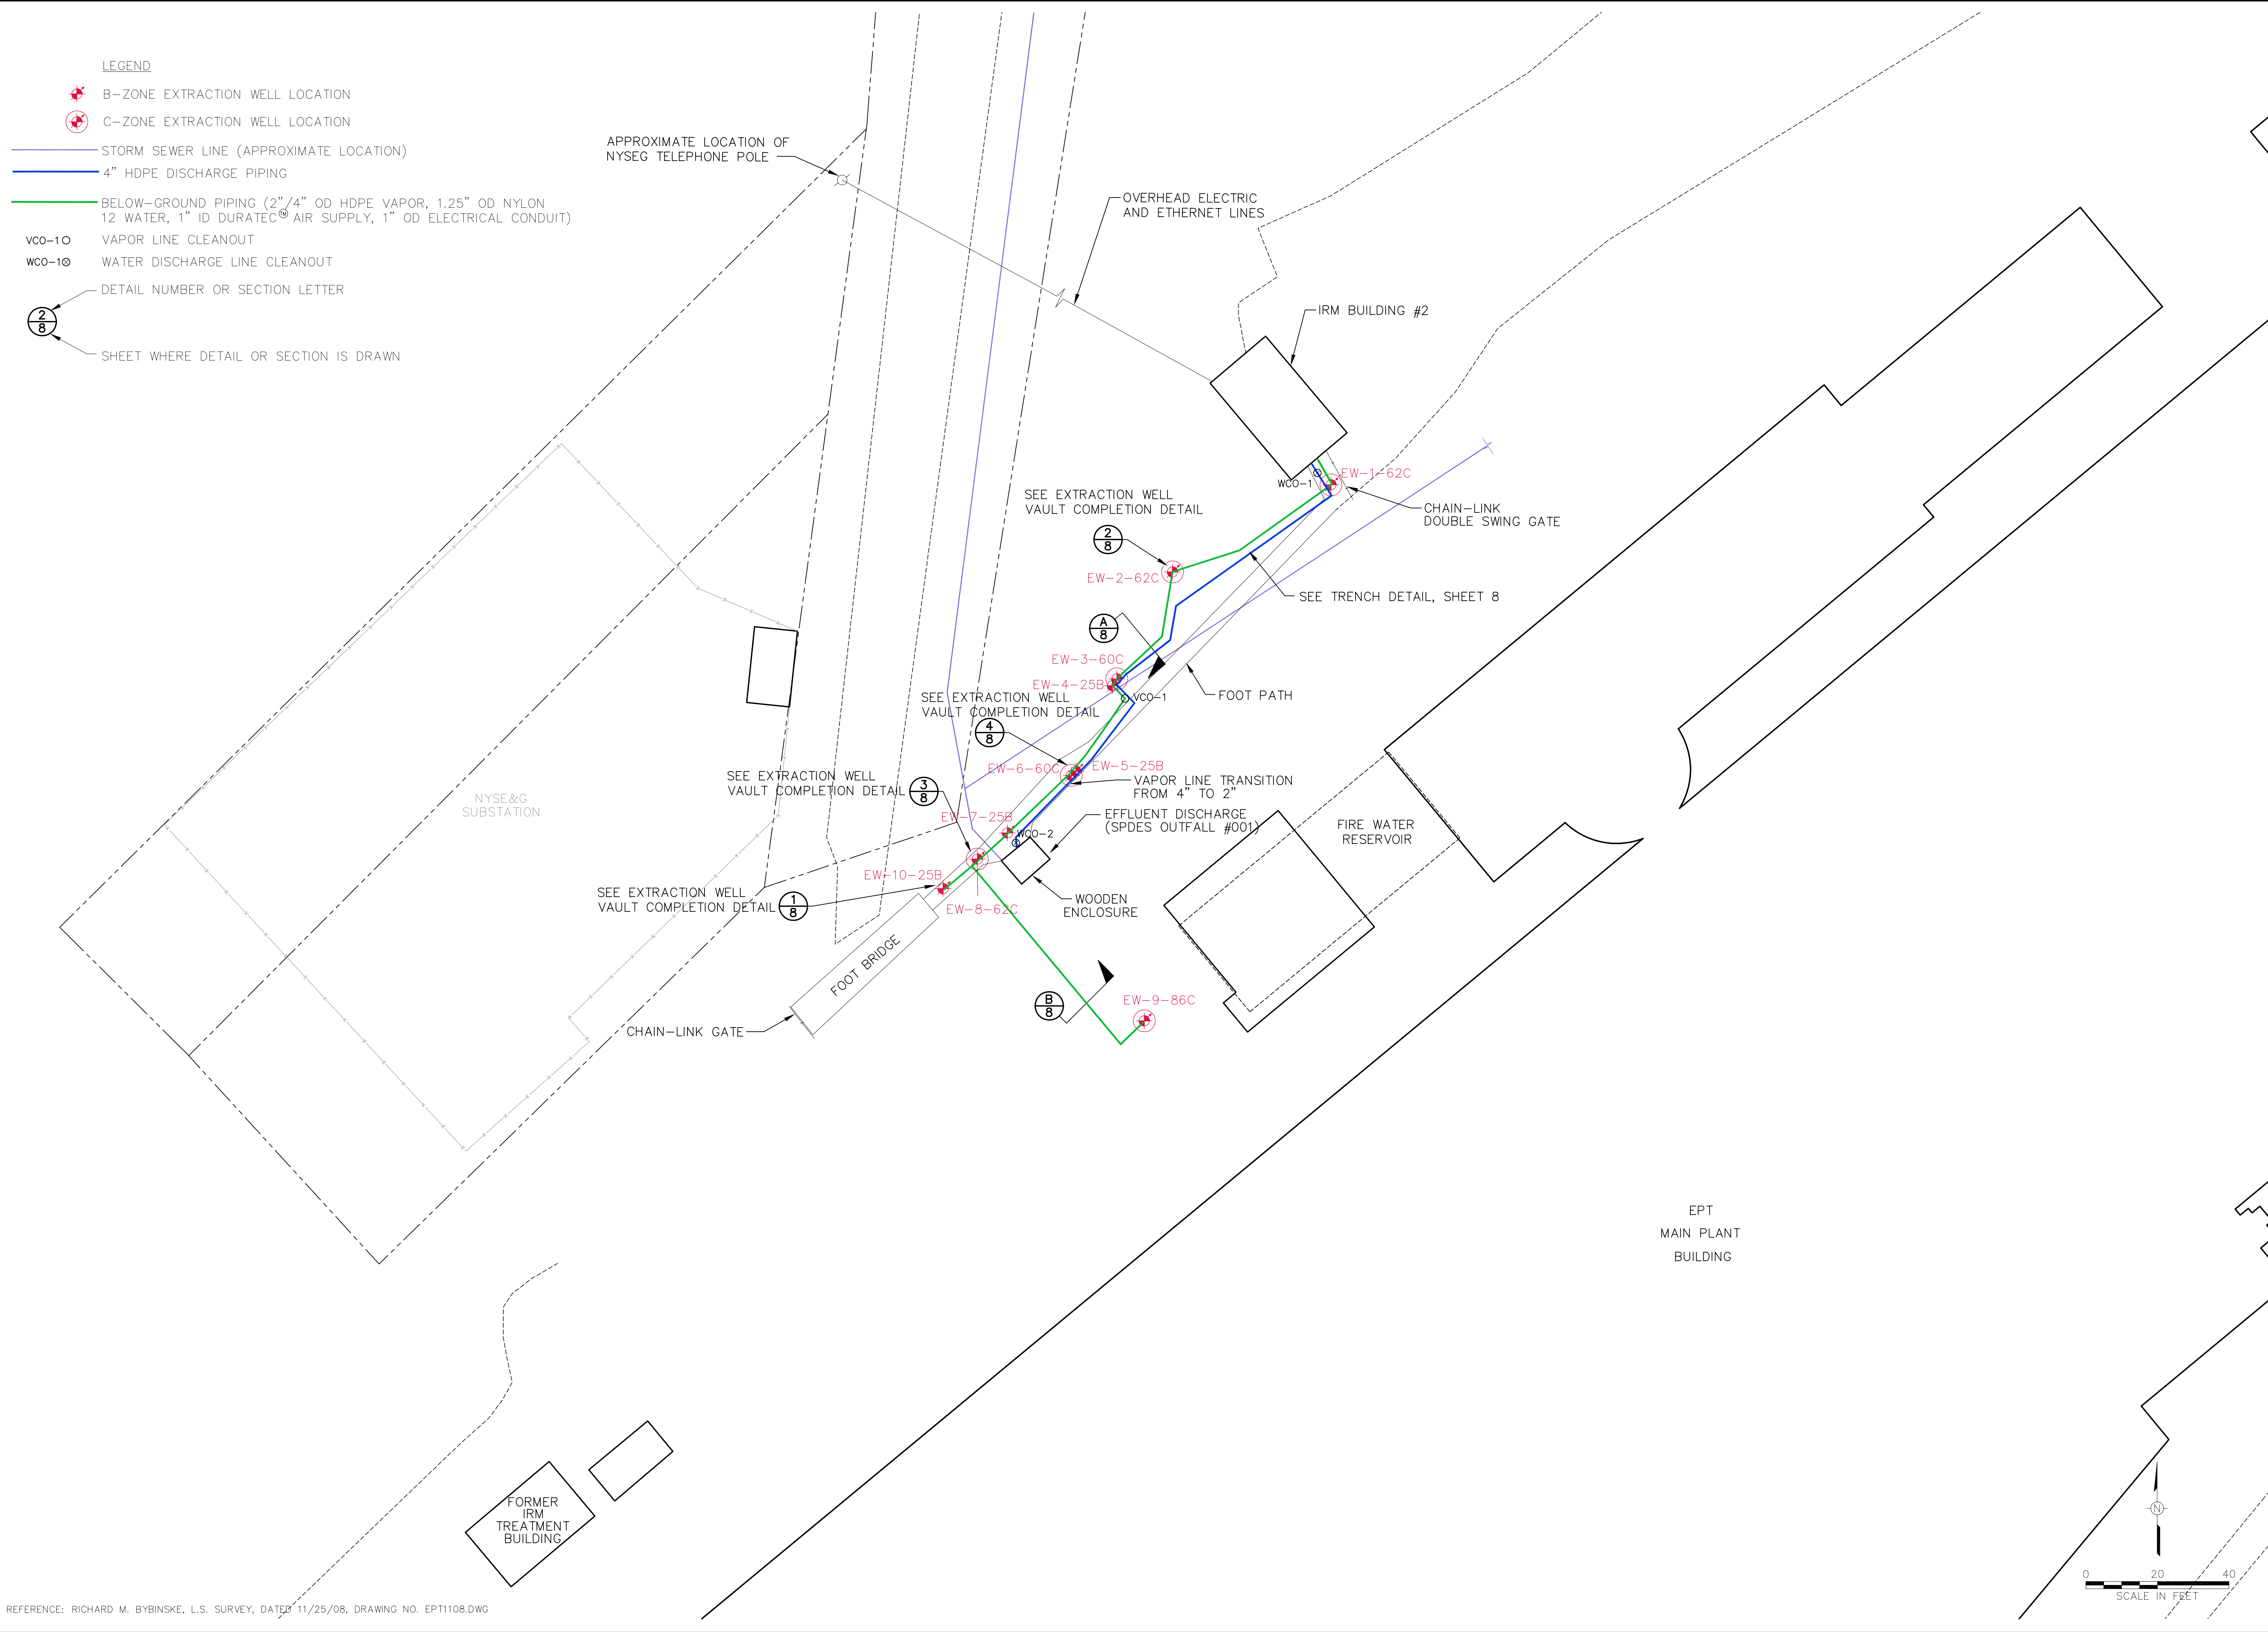 LEGEND
B-ZONE EXTRACTION WELL LOCATION
C-ZONE EXTRACTION WELL LOCATION
STORM SEWER LINE (APPROXIMATE LOCATION)
4" HDPE DISCHARGE PIPING
BELOW-GROUND PIPING (2"/4" OD HDPE VAPOR, 1.25" OD NYLON
12 WATER, 1" ID DURATEC™ AIR SUPPLY, 1" OD ELECTRICAL CONDUIT)
VCO-1 VAPOR LINE CLEANOUT
WCO-1 WATER DISCHARGE LINE CLEANOUT
DETAIL NUMBER OR SECTION LETTER
2
8
SHEET WHERE DETAIL OR SECTION IS DRAWN
APPROXIMATE LOCATION OF
NYSEG TELEPHONE POLE
OVERHEAD ELECTRIC
AND ETHERNET LINES
IRM BUILDING #2
EW-1-62C
WCO-1
SEE EXTRACTION WELL
VAULT COMPLETION DETAIL
2
8
CHAIN-LINK
DOUBLE SWING GATE
EW-2-62C
SEE TRENCH DETAIL, SHEET 8
A
8
EW-3-60C
EW-4-25B
VCO-1
FOOT PATH
SEE EXTRACTION WELL
VAULT COMPLETION DETAIL
4
8
EW-6-60C
EW-5-25B
VAPOR LINE TRANSITION
FROM 4" TO 2"
SEE EXTRACTION WELL
VAULT COMPLETION DETAIL
3
8
EW-7-25B
WCO-2
EFFLUENT DISCHARGE
(SPDES OUTFALL #001)
FIRE WATER
RESERVOIR
NYSE&G
SUBSTATION
EW-10-25B
SEE EXTRACTION WELL
VAULT COMPLETION DETAIL
1
8
EW-8-62C
WOODEN
ENCLOSURE
FOOT BRIDGE
B
8
EW-9-86C
CHAIN-LINK GATE
EPT
MAIN PLANT
BUILDING
FORMER
IRM
TREATMENT
BUILDING
N
0 20 40
SCALE IN FEET
REFERENCE: RICHARD M. BYBINSKE, L.S. SURVEY, DATED 11/25/08, DRAWING NO. EPT1108.DWG